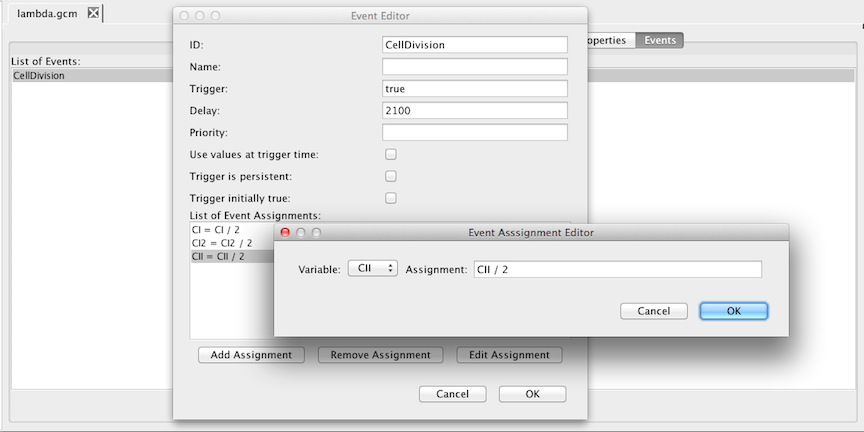 lambda.gcm
Event Editor
operties
Events
List of Events:
CellDivision
ID:
CellDivision
Name:
Trigger:
true
Delay:
2100
Priority:
Use values at trigger time:
Trigger is persistent:
Trigger initially true:
List of Event Assignments:
CI = CI / 2
CI2 = CI2 / 2
CII = CII / 2
Event Asssignment Editor
Variable:
CII
Assignment:
CII / 2
Cancel
OK
Add Assignment
Remove Assignment
Edit Assignment
Cancel
OK